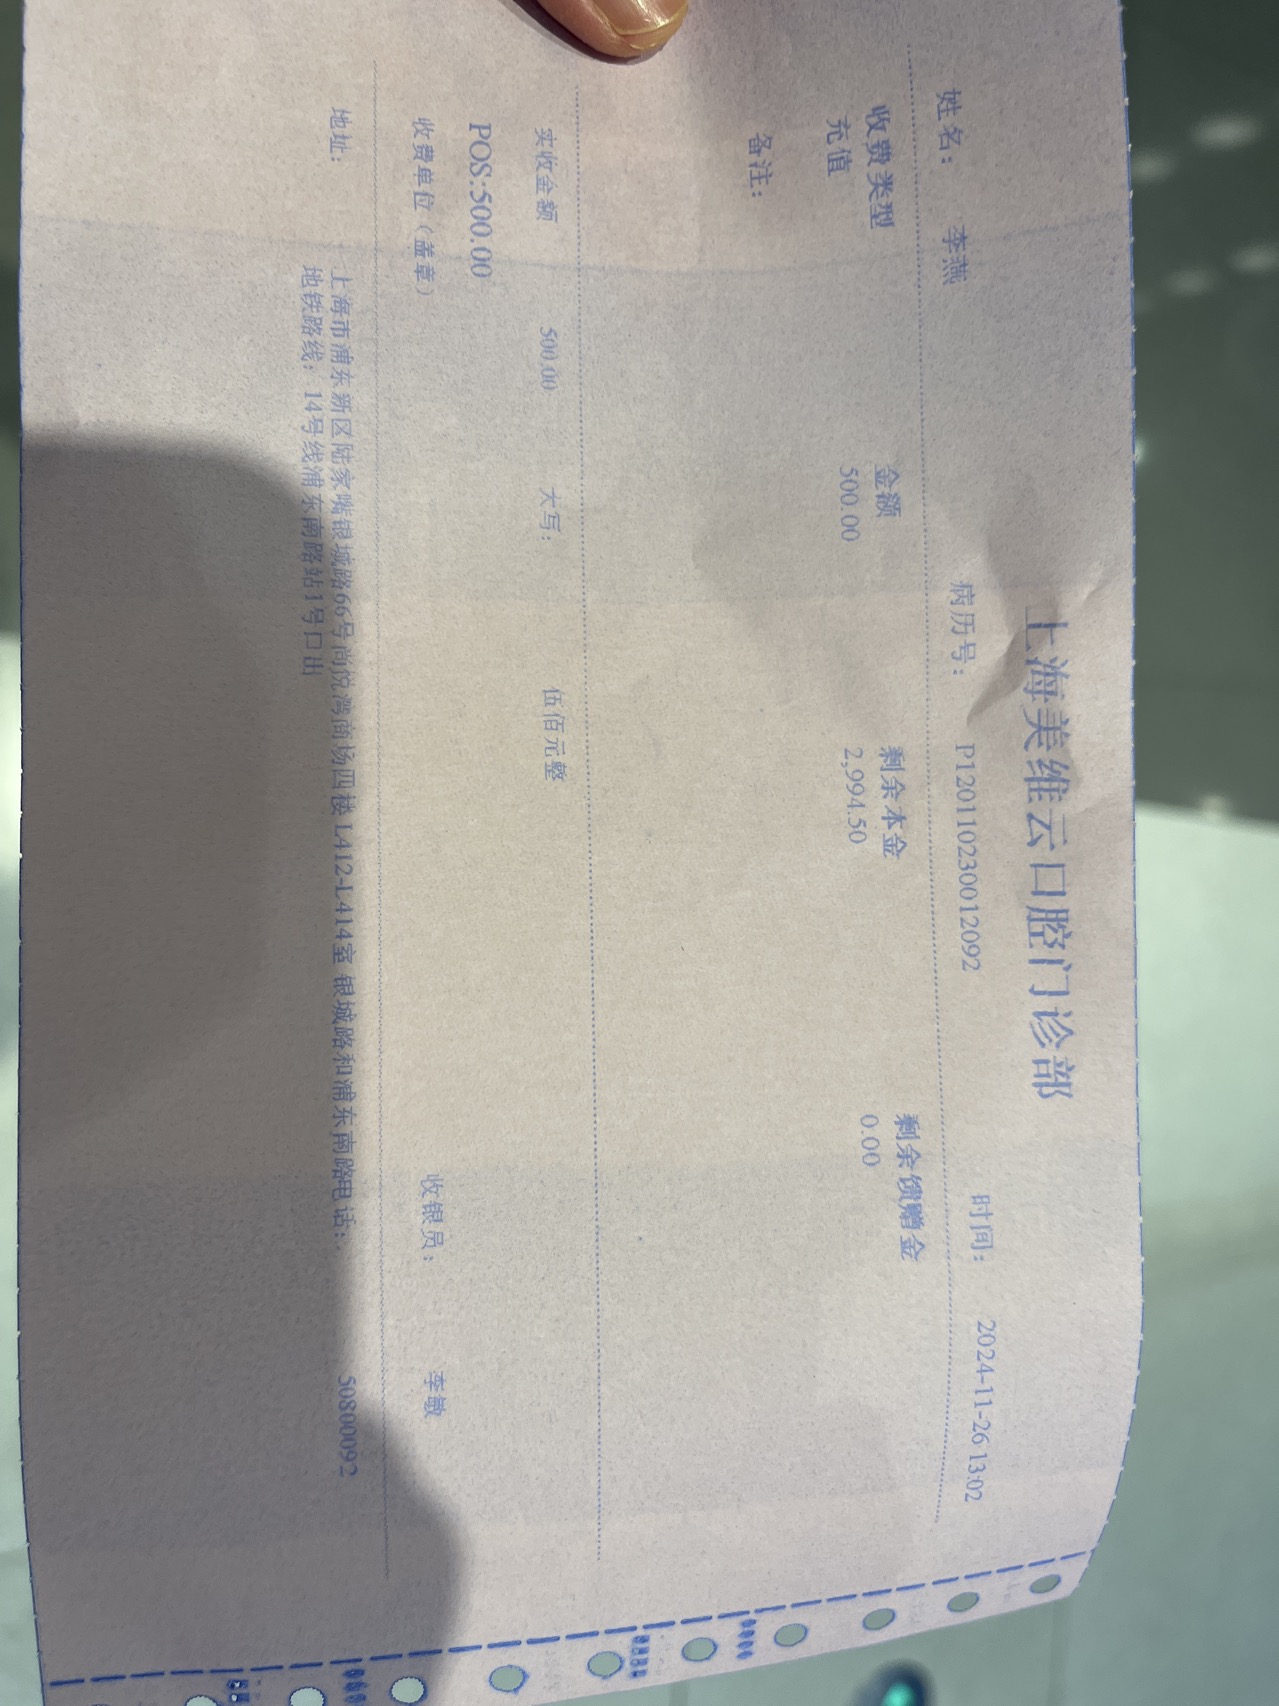 上海美维云口腔门诊部
姓名： 李燕 病历号： P120110230012092 时间： 2024-11-26 13:02
收费类型 金额 剩余本金 剩余馈赠金
充值 500.00 2,994.50 0.00
备注：
实收金额 500.00 大写： 伍佰元整
POS:500.00
收费单位（盖章） 收银员： 李敏
地址： 上海市浦东新区陆家嘴银城路66号尚悦湾商场四楼 L412-L414室 银城路和浦东南路电话： 50800092
地铁路线：14号线浦东南路站1号口出